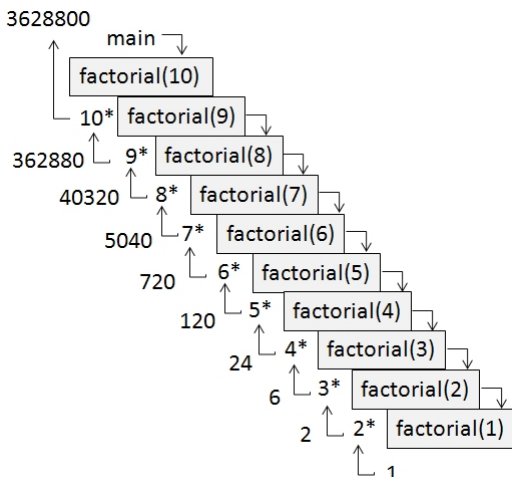 3628800
main
factorial(10)
10* factorial(9)
362880 9* factorial(8)
40320 8* factorial(7)
5040 7* factorial(6)
720 6* factorial(5)
120 5* factorial(4)
24 4* factorial(3)
6 3* factorial(2)
2 2* factorial(1)
1